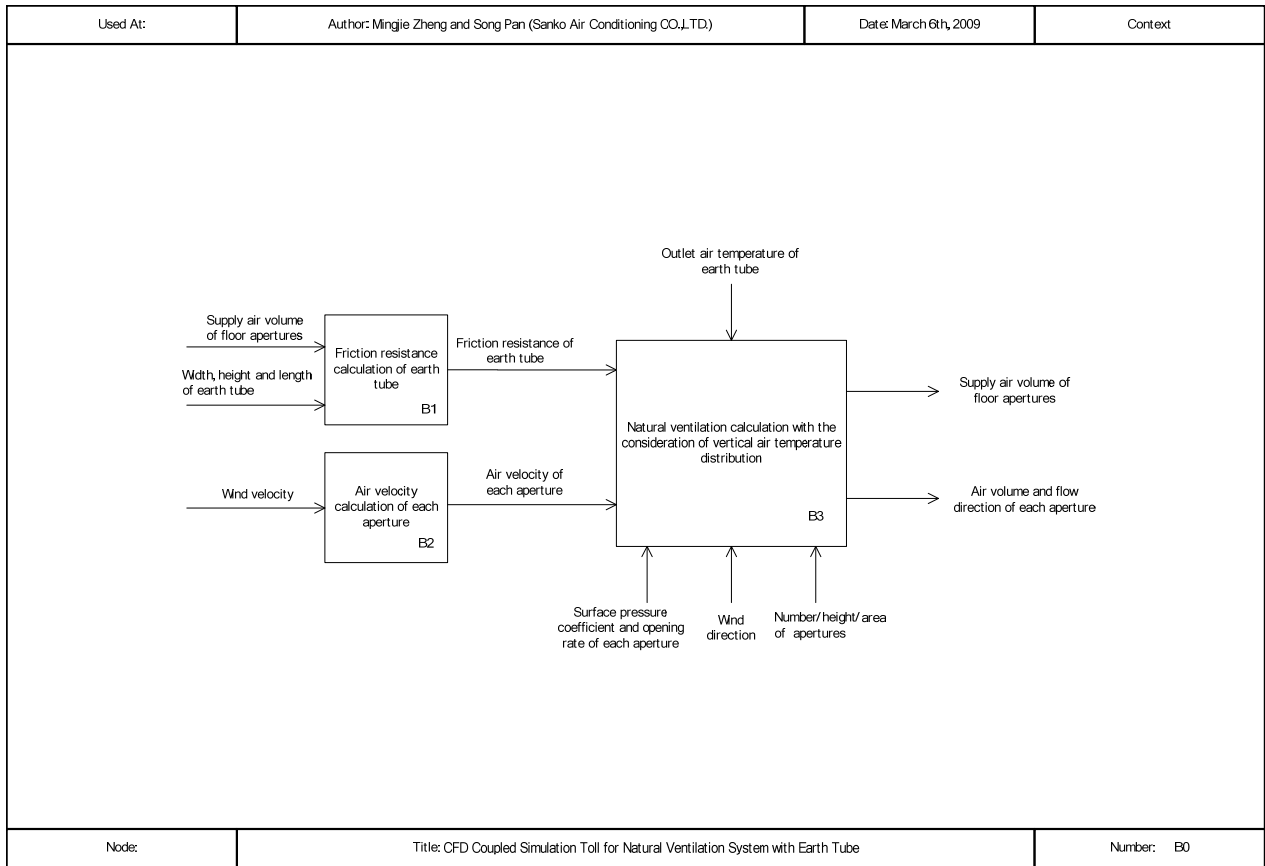 Used At:
Author: Mingjie Zheng and Song Pan (Sanko Air Conditioning CO.,LTD.)
Date: March 6th, 2009
Context
Outlet air temperature of
earth tube
Supply air volume
of floor apertures
Width, height and length
of earth tube
Friction resistance
calculation of earth
tube
B1
Friction resistance of
earth tube
Wind velocity
Air velocity
calculation of each
aperture
B2
Air velocity of
each aperture
Natural ventilation calculation with the
consideration of vertical air temperature
distribution
B3
Supply air volume of
floor apertures
Air volume and flow
direction of each aperture
Surface pressure
coefficient and opening
rate of each aperture
Wind
direction
Number/height/area
of apertures
Node:
Title: CFD Coupled Simulation Toll for Natural Ventilation System with Earth Tube
Number: B0